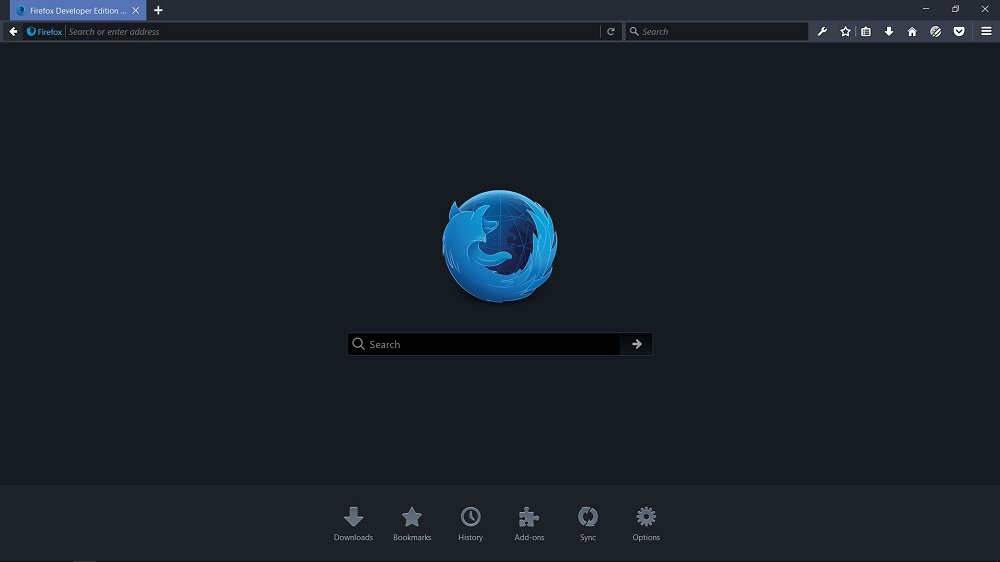 Firefox Developer Edition ...
Firefox Search or enter address Search
Search
Downloads Bookmarks History Add-ons Sync Options